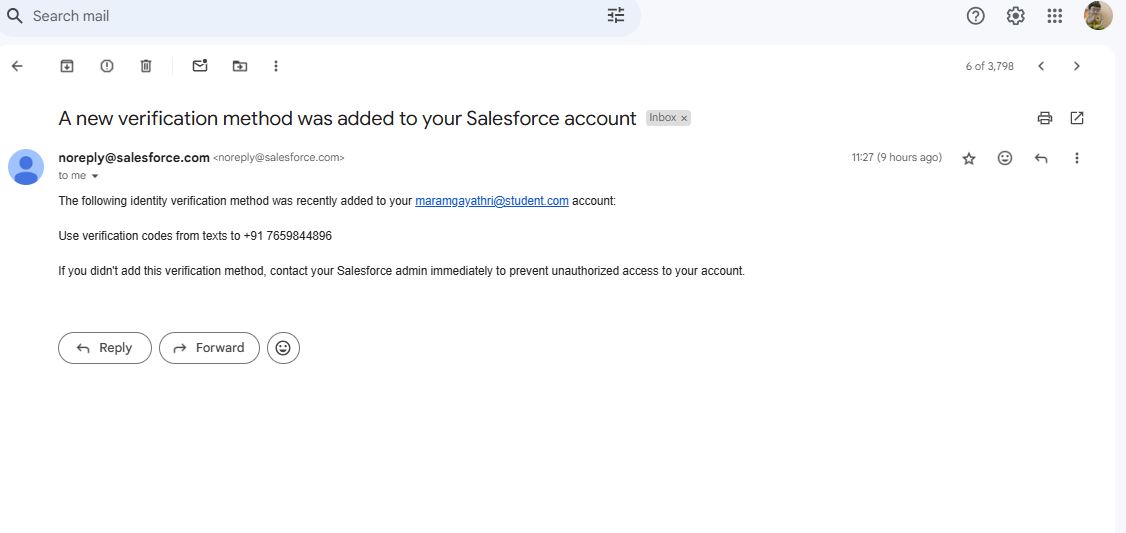 Search mail
6 of 3,798
A new verification method was added to your Salesforce account Inbox ×
noreply@salesforce.com <noreply@salesforce.com> 11:27 (9 hours ago)
to me
The following identity verification method was recently added to your maramgayathri@student.com account:
Use verification codes from texts to +91 7659844896
If you didn't add this verification method, contact your Salesforce admin immediately to prevent unauthorized access to your account.
Reply Forward